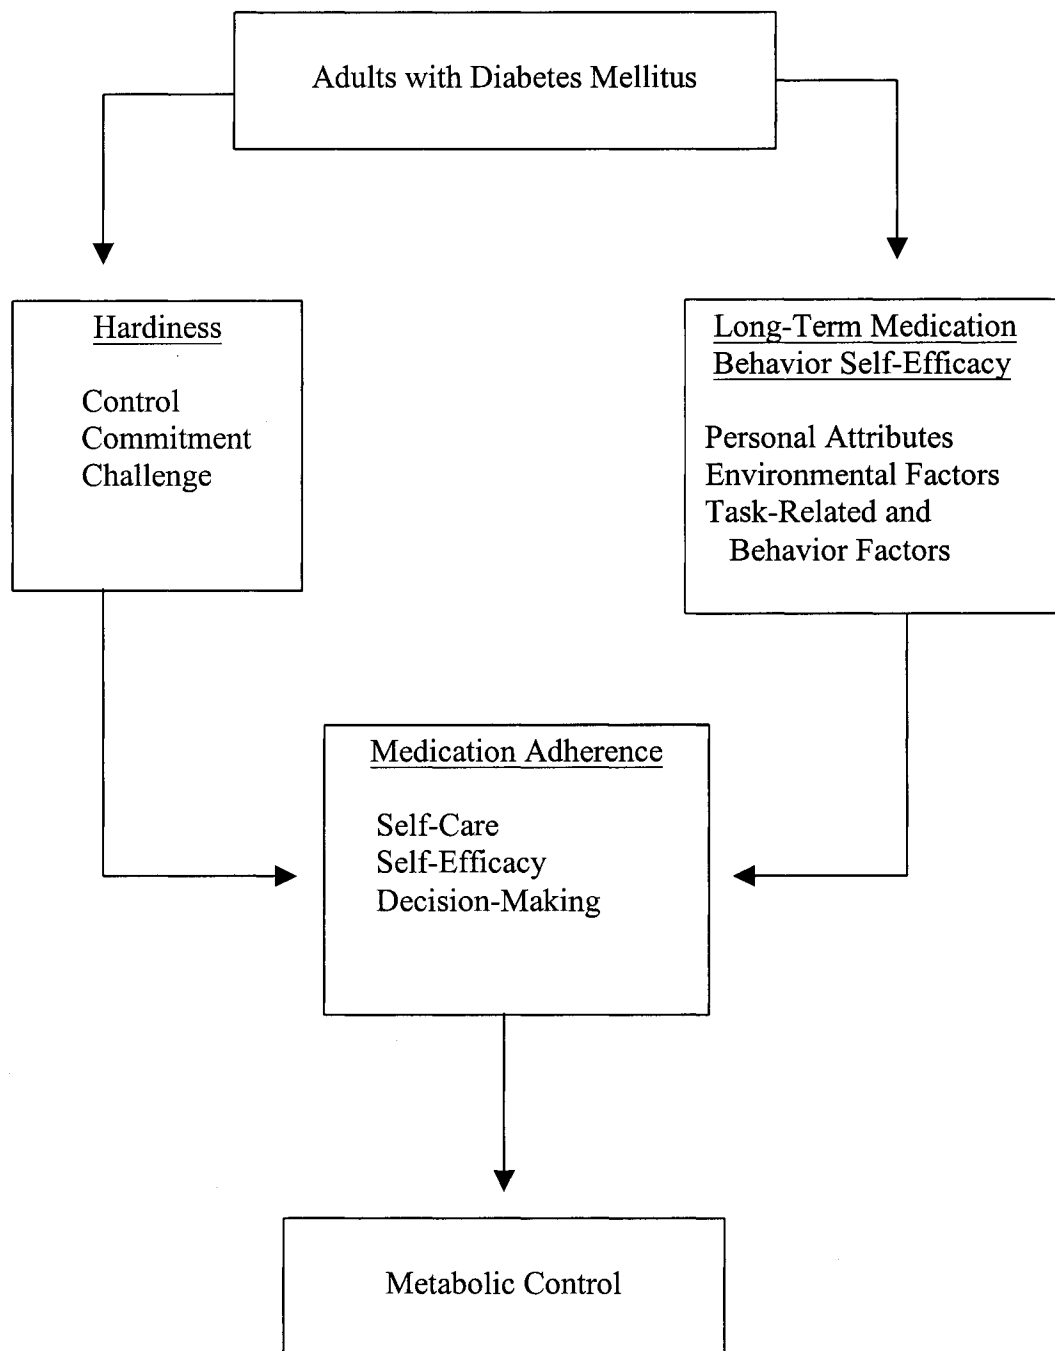 Adults with Diabetes Mellitus
Hardiness
Control
Commitment
Challenge
Long-Term Medication
Behavior Self-Efficacy
Personal Attributes
Environmental Factors
Task-Related and
Behavior Factors
Medication Adherence
Self-Care
Self-Efficacy
Decision-Making
Metabolic Control